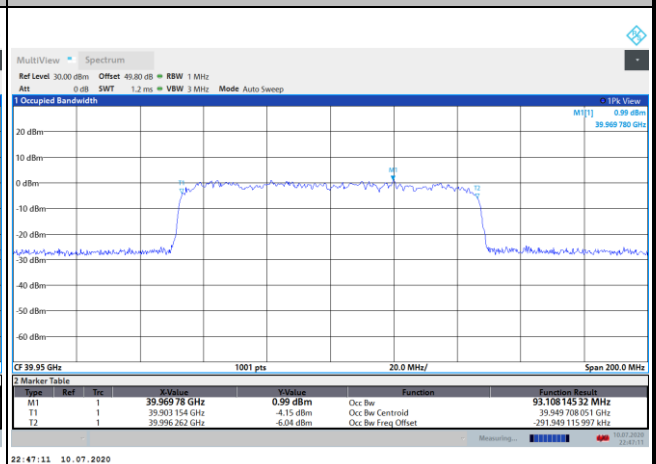 MultiView Spectrum
Ref Level 30.00 dBm Offset 49.80 dB RBW 1 MHz
Att 0 dB SWT 1.2 ms VBW 3 MHz Mode Auto Sweep
1 Occupied Bandwidth 1Pk View
M1[1] 0.99 dBm
39.969 780 GHz
20 dBm
10 dBm
M1
T1 T2
0 dBm
-10 dBm
-20 dBm
-30 dBm
-40 dBm
-50 dBm
-60 dBm
CF 39.95 GHz 1001 pts 20.0 MHz/ Span 200.0 MHz
2 Marker Table
Type Ref Trc X-Value Y-Value Function Function Result
M1 1 39.969 78 GHz 0.99 dBm Occ Bw 93.108 145 32 MHz
T1 1 39.903 154 GHz -4.15 dBm Occ Bw Centroid 39.949 708 051 GHz
T2 1 39.996 262 GHz -6.04 dBm Occ Bw Freq Offset -291.949 115 997 kHz
Measuring... 10.07.2020
22:47:11
22:47:11 10.07.2020